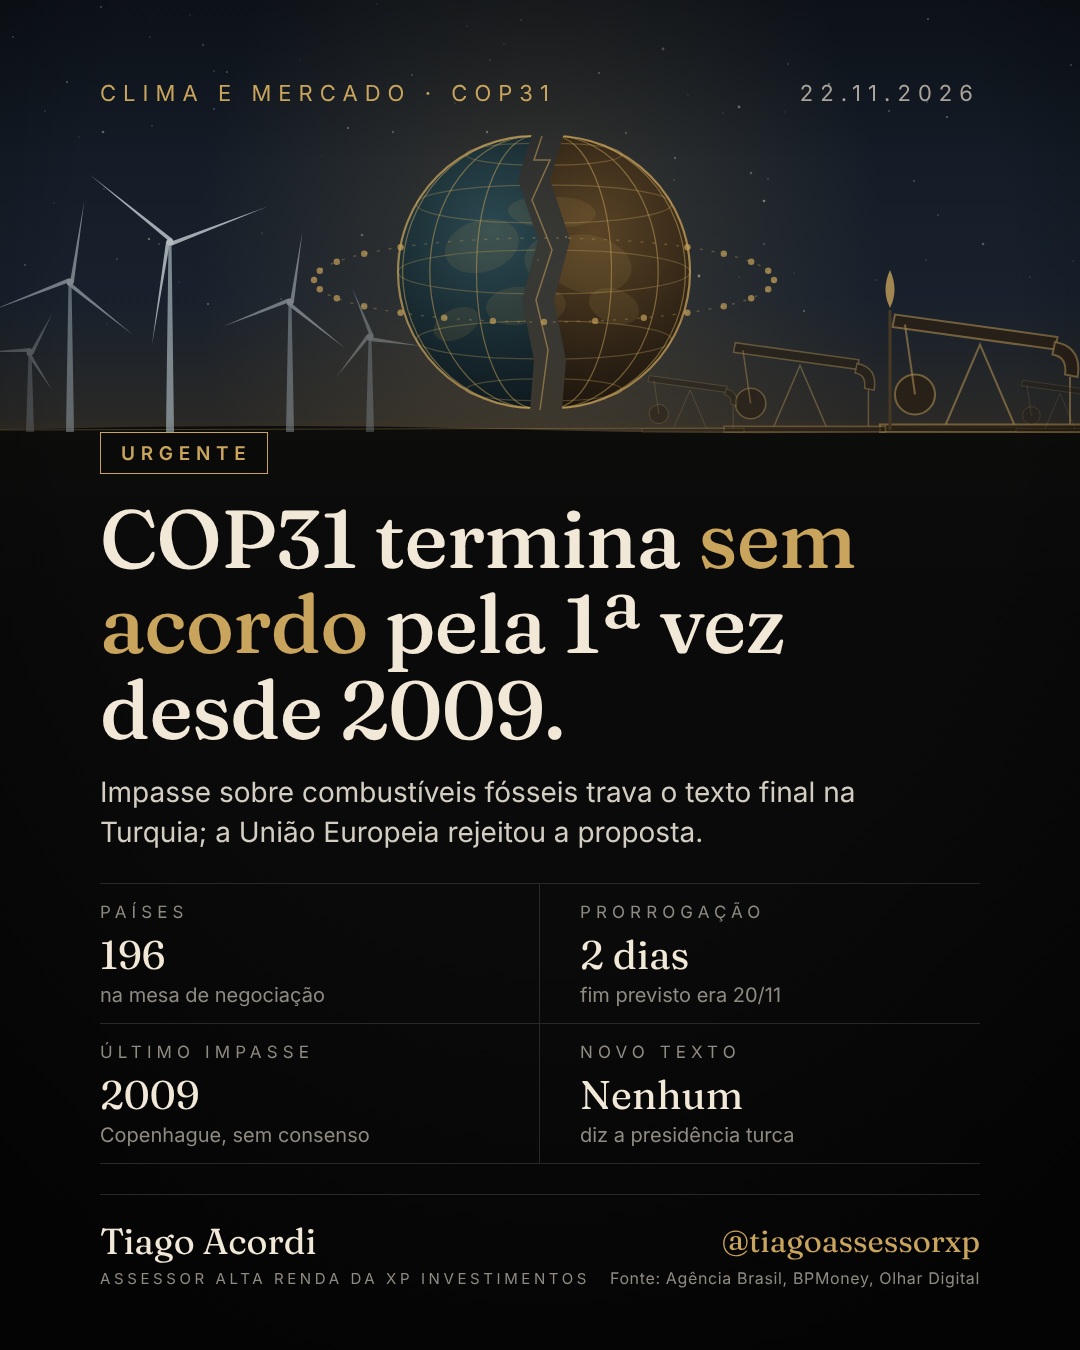 CLIMA E MERCADO · COP31
22.11.2026
URGENTE
COP31 termina sem
acordo pela 1ª vez
desde 2009.
Impasse sobre combustíveis fósseis trava o texto final na
Turquia; a União Europeia rejeitou a proposta.
PAÍSES
196
na mesa de negociação
PRORROGAÇÃO
2 dias
fim previsto era 20/11
ÚLTIMO IMPASSE
2009
Copenhague, sem consenso
NOVO TEXTO
Nenhum
diz a presidência turca
Tiago Acordi
ASSESSOR ALTA RENDA DA XP INVESTIMENTOS
@tiagoassessorxp
Fonte: Agência Brasil, BPMoney, Olhar Digital